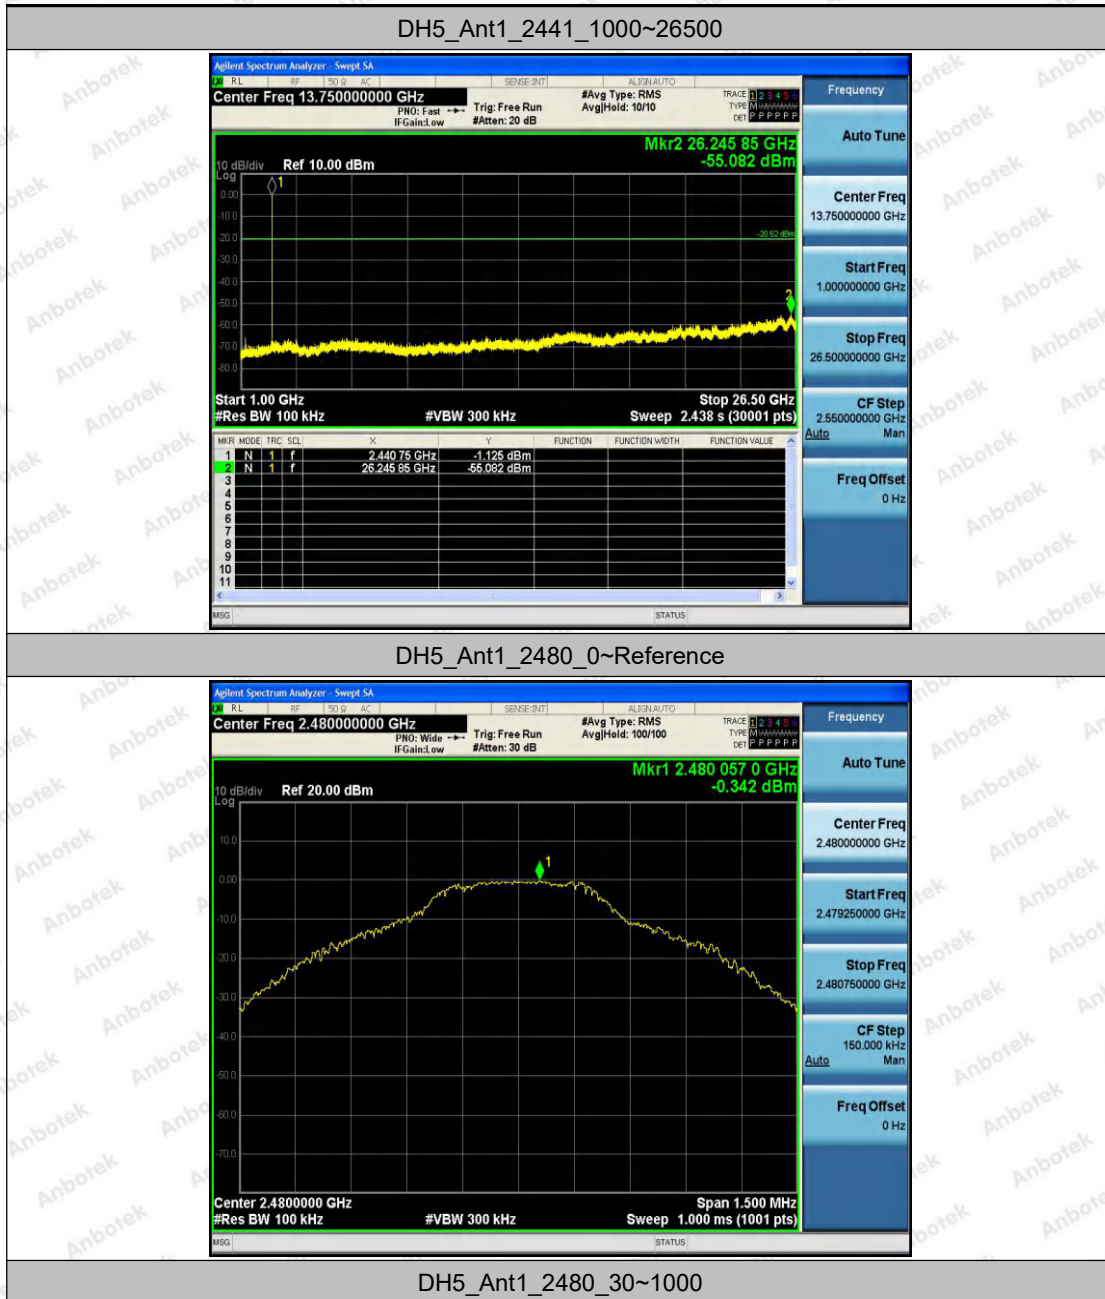 DH5_Ant1_2441_1000~26500
Agilent Spectrum Analyzer - Swept SA
RL RF 50 Ω AC SENSE:INT ALIGN AUTO
Center Freq 13.750000000 GHz
PNO: Fast
IFGain:Low
Trig: Free Run
#Atten: 20 dB
#Avg Type: RMS
Avg|Hold: 10/10
TRACE 1 2 3 4 5 6
TYPE M
DET P P P P P P
Mkr2 26.245 85 GHz
-55.082 dBm
10 dB/div Ref 10.00 dBm
Log
0.00
-10.0
-20.0
-30.0
-40.0
-50.0
-60.0
-70.0
-80.0
1
-20.62 dBm
2
Start 1.00 GHz Stop 26.50 GHz
#Res BW 100 kHz #VBW 300 kHz Sweep 2.438 s (30001 pts)
MKR MODE TRC SCL X Y FUNCTION FUNCTION WIDTH FUNCTION VALUE
1 N 1 f 2.440 75 GHz -1.125 dBm
2 N 1 f 26.245 85 GHz -55.082 dBm
3
4
5
6
7
8
9
10
11
MSG STATUS
Frequency
Auto Tune
Center Freq
13.750000000 GHz
Start Freq
1.000000000 GHz
Stop Freq
26.500000000 GHz
CF Step
2.550000000 GHz
Auto Man
Freq Offset
0 Hz
DH5_Ant1_2480_0~Reference
Agilent Spectrum Analyzer - Swept SA
RL RF 50 Ω AC SENSE:INT ALIGN AUTO
Center Freq 2.480000000 GHz
PNO: Wide
IFGain:Low
Trig: Free Run
#Atten: 30 dB
#Avg Type: RMS
Avg|Hold: 100/100
TRACE 1 2 3 4 5 6
TYPE M
DET P P P P P P
Mkr1 2.480 057 0 GHz
-0.342 dBm
10 dB/div Ref 20.00 dBm
Log
10.0
0.00
-10.0
-20.0
-30.0
-40.0
-50.0
-60.0
-70.0
1
Center 2.4800000 GHz Span 1.500 MHz
#Res BW 100 kHz #VBW 300 kHz Sweep 1.000 ms (1001 pts)
MSG STATUS
Frequency
Auto Tune
Center Freq
2.480000000 GHz
Start Freq
2.479250000 GHz
Stop Freq
2.480750000 GHz
CF Step
150.000 kHz
Auto Man
Freq Offset
0 Hz
DH5_Ant1_2480_30~1000